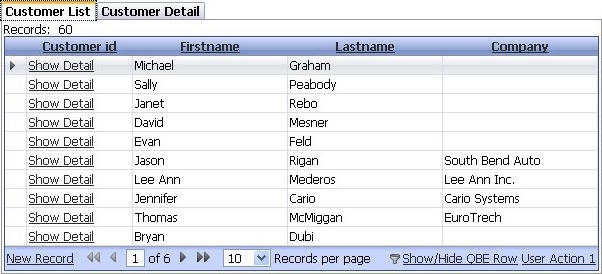 Customer List Customer Detail
Records: 60
Customer id Firstname Lastname Company
Show Detail Michael Graham
Show Detail Sally Peabody
Show Detail Janet Rebo
Show Detail David Mesner
Show Detail Evan Feld
Show Detail Jason Rigan South Bend Auto
Show Detail Lee Ann Mederos Lee Ann Inc.
Show Detail Jennifer Cario Cario Systems
Show Detail Thomas McMiggan EuroTrech
Show Detail Bryan Dubi
New Record 1 of 6 10 Records per page Show/Hide QBE Row User Action 1